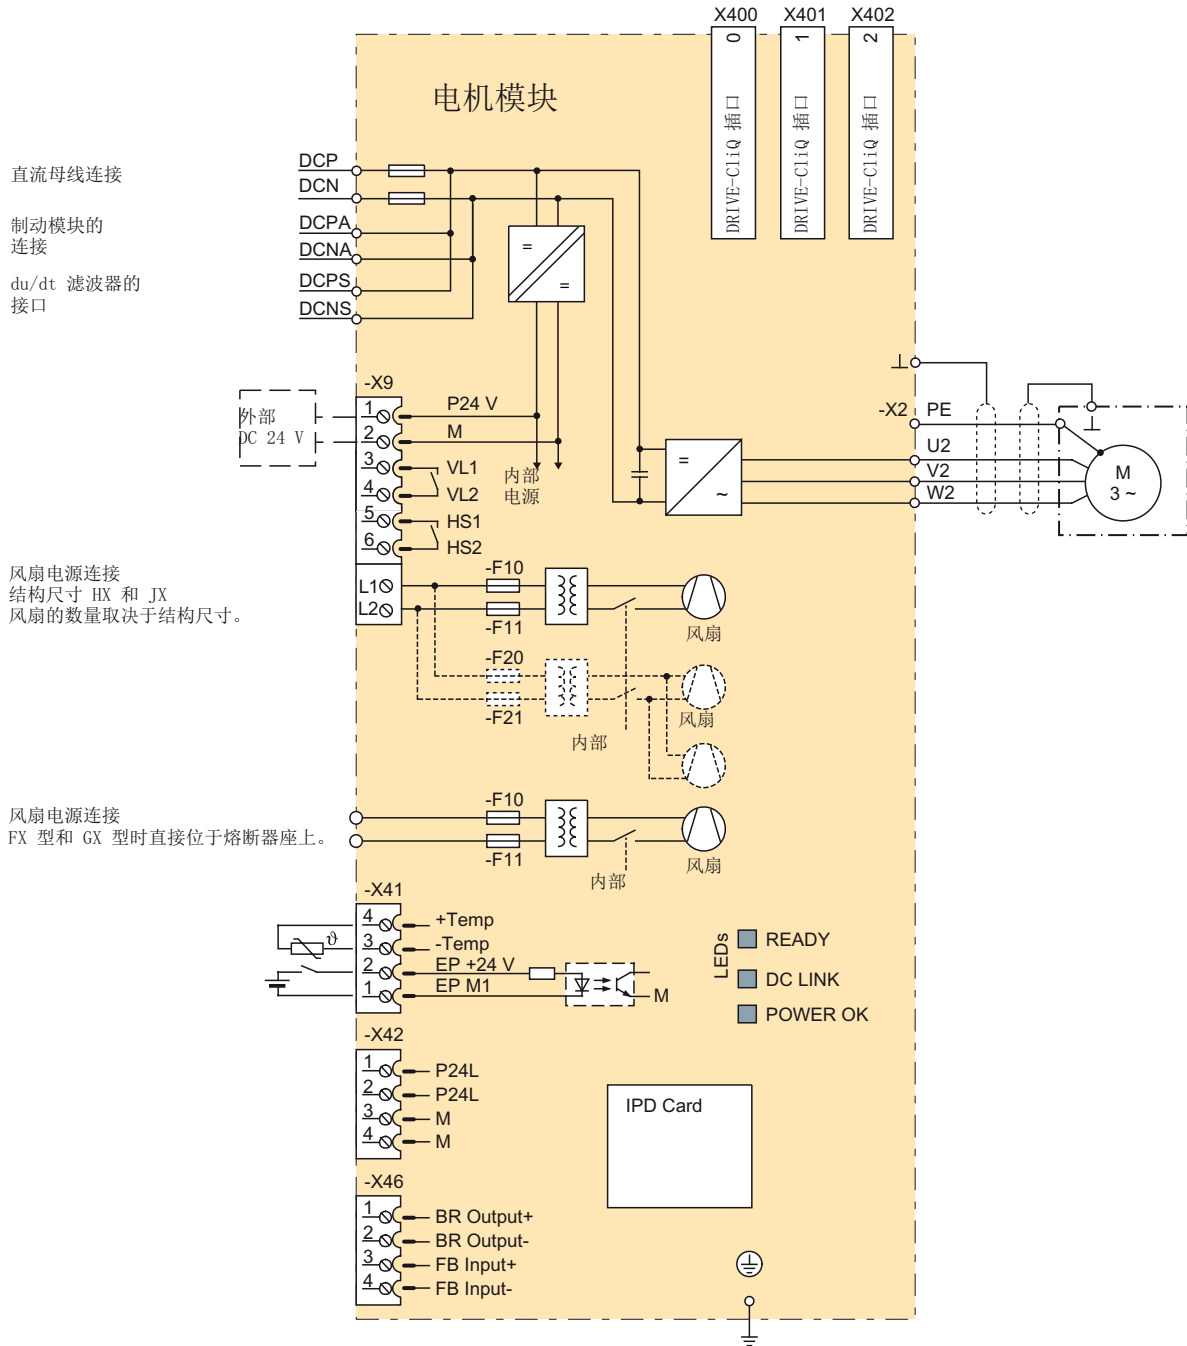 X400 X401 X402
0 DRIVE-CliQ 插口
1 DRIVE-CliQ 插口
2 DRIVE-CliQ 插口
电机模块
直流母线连接
DCP
DCN
制动模块的
连接
DCPA
DCNA
du/dt 滤波器的
接口
DCPS
DCNS
=
=
-X9
外部
DC 24 V
1 P24 V
2 M
3 VL1
4 VL2
5 HS1
6 HS2
内部
电源
=
~
-X2 PE
U2
V2
W2
M
3 ~
风扇电源连接
结构尺寸 HX 和 JX
风扇的数量取决于结构尺寸。
L1
L2
-F10
-F11
风扇
-F20
-F21
风扇
内部
风扇电源连接
FX 型和 GX 型时直接位于熔断器座上。
-F10
-F11
风扇
内部
-X41
4 +Temp
3 -Temp
2 EP +24 V
1 EP M1
ϑ
M
LEDs
READY
DC LINK
POWER OK
-X42
1 P24L
2 P24L
3 M
4 M
IPD Card
-X46
1 BR Output+
2 BR Output-
3 FB Input+
4 FB Input-